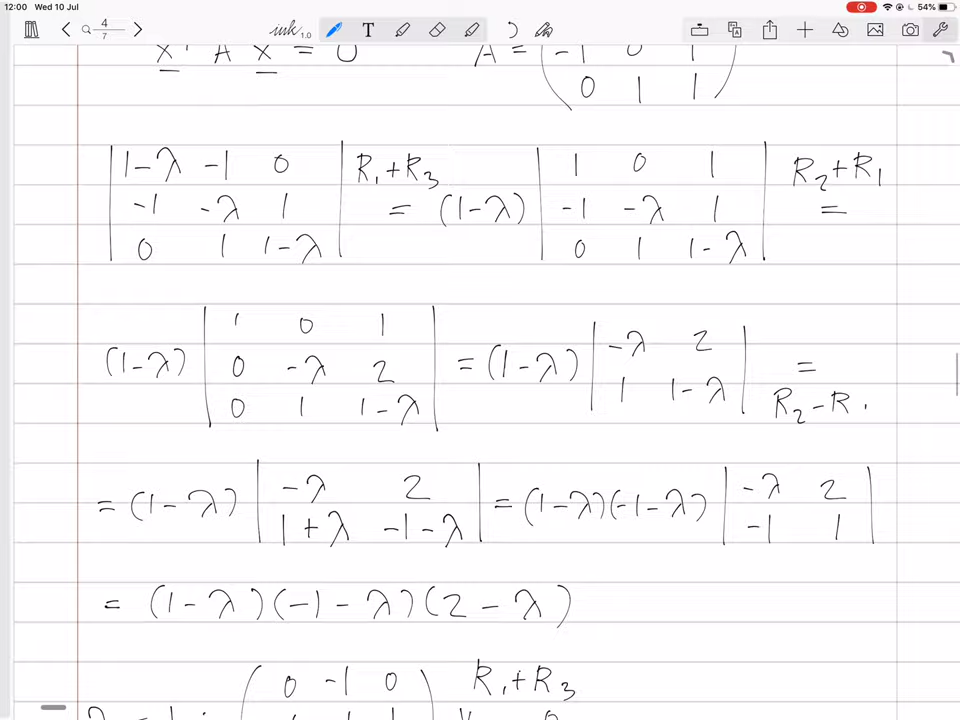 12:00 Wed 10 Jul 54%
4
7
ink 1.0 T
x' A x = 0 A = ( -1 0 1
0 1 1 )
| 1-λ -1 0 | R₁+R₃ | 1 0 1 | R₂+R₁
| -1 -λ 1 | = (1-λ) | -1 -λ 1 | =
| 0 1 1-λ | | 0 1 1-λ |
| 1 0 1 |
(1-λ) | 0 -λ 2 | = (1-λ) | -λ 2 | =
| 0 1 1-λ | | 1 1-λ | R₂-R₁
= (1-λ) | -λ 2 | = (1-λ)(-1-λ) | -λ 2 |
| 1+λ -1-λ | | -1 1 |
= (1-λ)(-1-λ)(2-λ)
( 0 -1 0 ) R₁+R₃